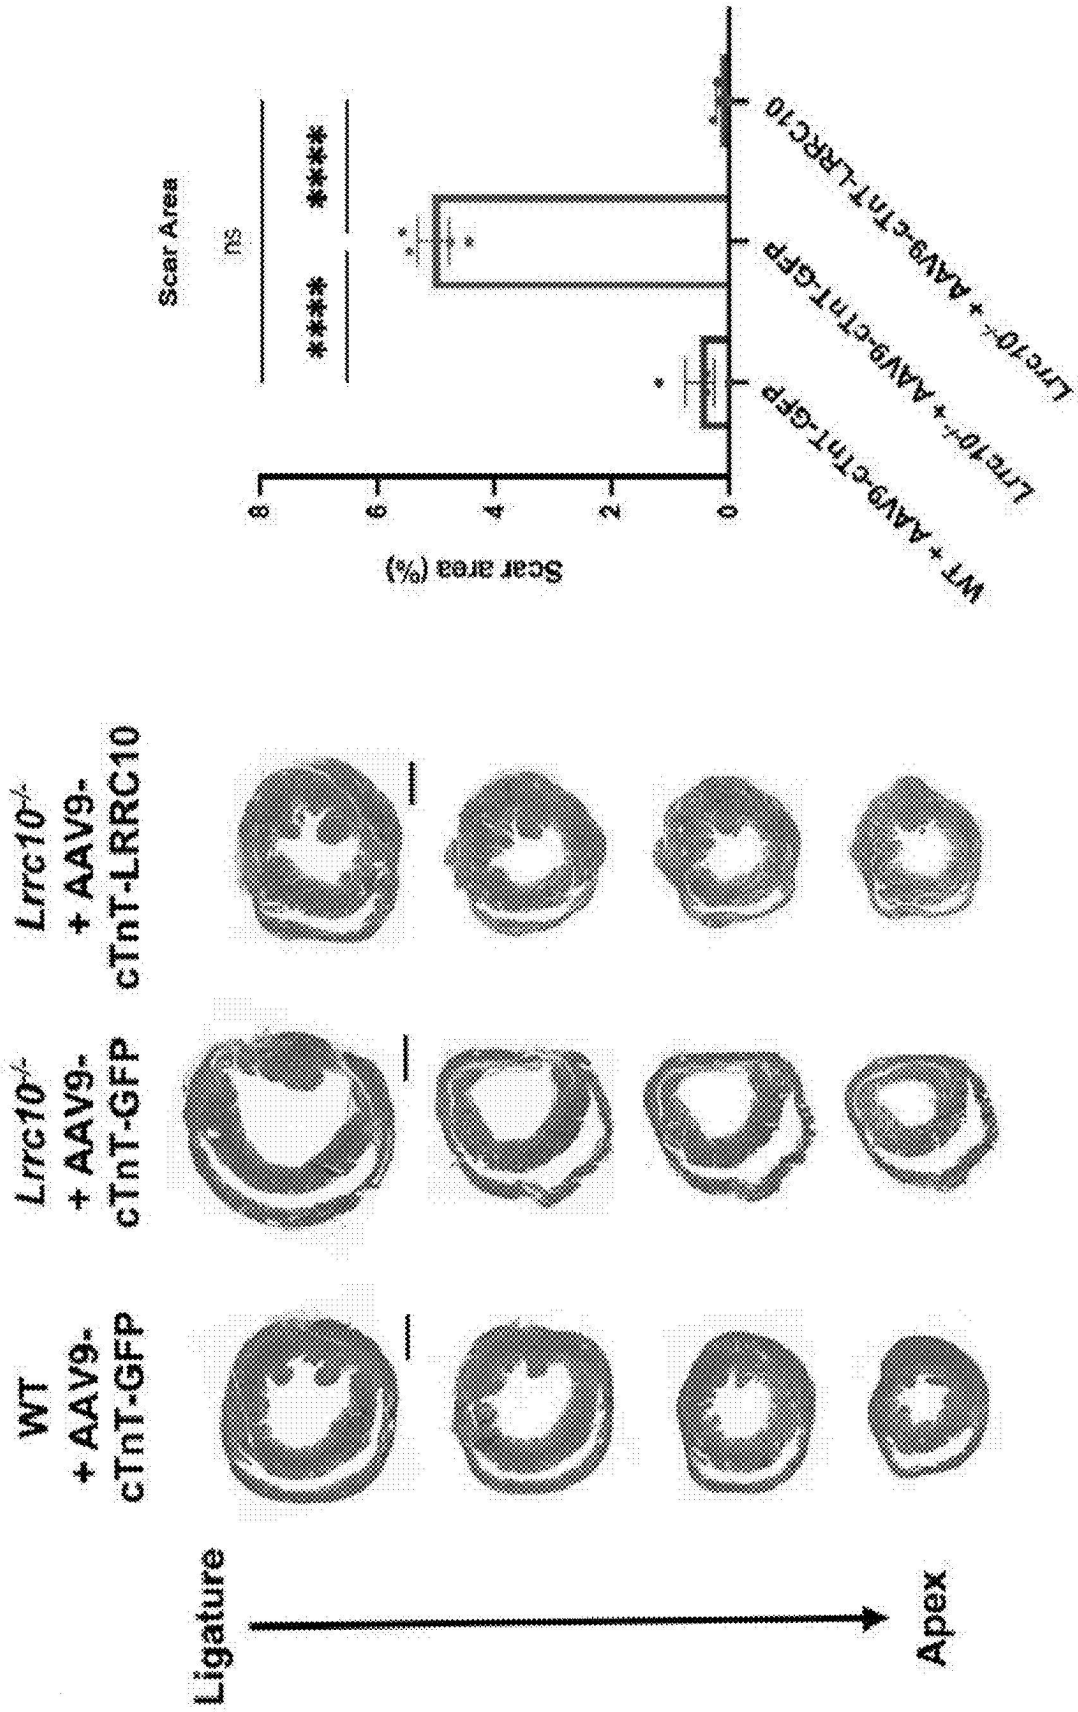 WT
+ AAV9-
cTnT-GFP
Lrrc10-/-
+ AAV9-
cTnT-GFP
Lrrc10-/-
+ AAV9-
cTnT-LRRC10
Ligature
Apex
Scar Area
ns
**** ****
Scar area (%)
8
6
4
2
0
WT + AAV9-cTnT-GFP
Lrrc10-/- + AAV9-cTnT-GFP
Lrrc10-/- + AAV9-cTnT-LRRC10